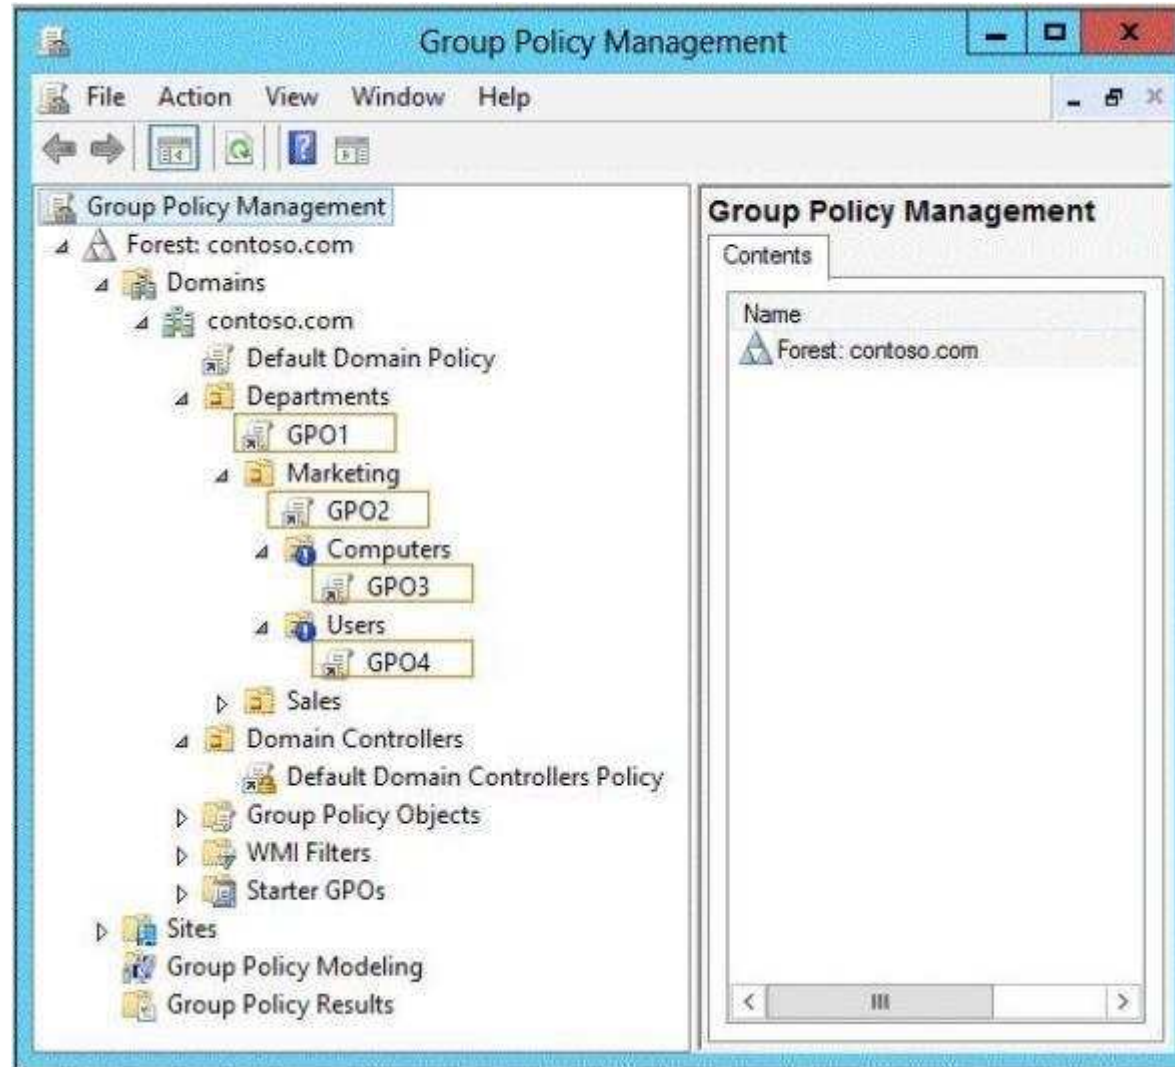 Group Policy Management
File Action View Window Help
Group Policy Management
Forest: contoso.com
Domains
contoso.com
Default Domain Policy
Departments
GPO1
Marketing
GPO2
Computers
GPO3
Users
GPO4
Sales
Domain Controllers
Default Domain Controllers Policy
Group Policy Objects
WMI Filters
Starter GPOs
Sites
Group Policy Modeling
Group Policy Results
Group Policy Management
Contents
Name
Forest: contoso.com